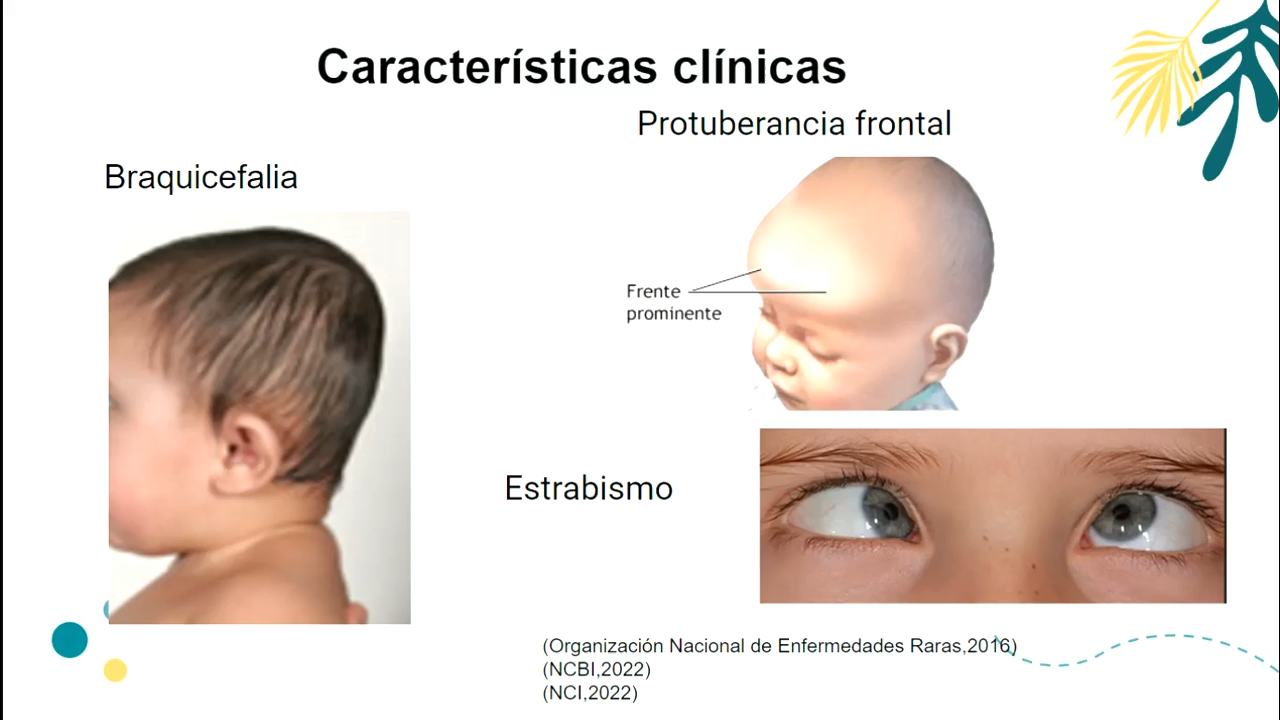 Características clínicas
Protuberancia frontal
Braquicefalia
Frente
prominente
Estrabismo
(Organización Nacional de Enfermedades Raras,2016)
(NCBI,2022)
(NCI,2022)